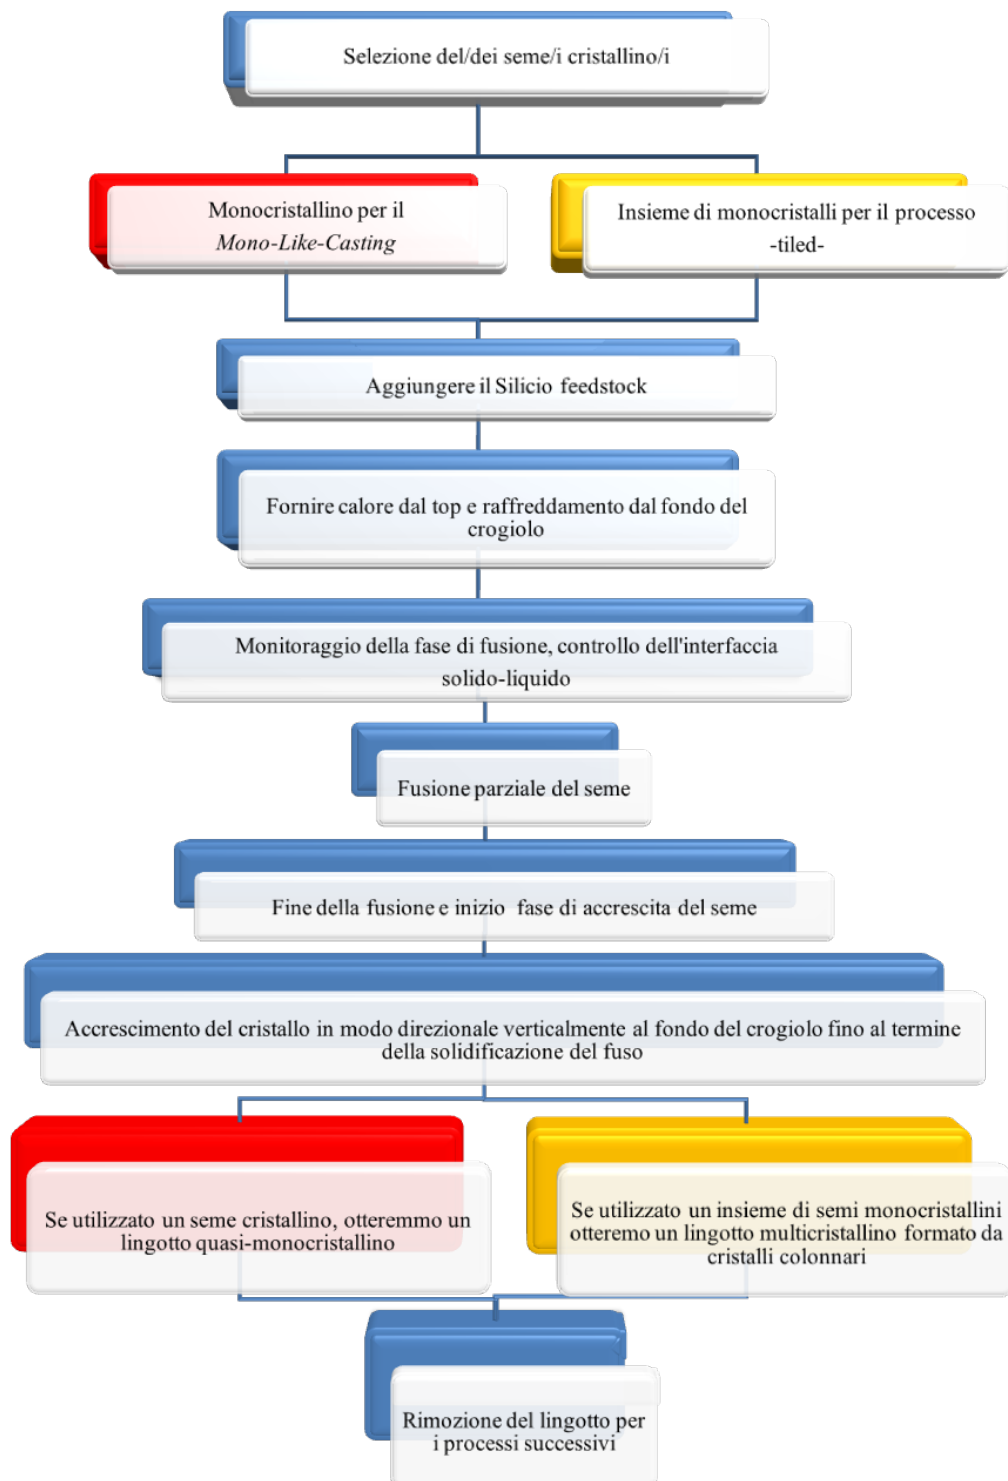 Selezione del/dei seme/i cristallino/i
Monocristallino per il
Mono-Like-Casting
Insieme di monocristalli per il processo
-tiled-
Aggiungere il Silicio feedstock
Fornire calore dal top e raffreddamento dal fondo del
crogiolo
Monitoraggio della fase di fusione, controllo dell'interfaccia
solido-liquido
Fusione parziale del seme
Fine della fusione e inizio fase di accrescita del seme
Accrescimento del cristallo in modo direzionale verticalmente al fondo del crogiolo fino al termine
della solidificazione del fuso
Se utilizzato un seme cristallino, otteremmo un
lingotto quasi-monocristallino
Se utilizzato un insieme di semi monocristallini
otteremo un lingotto multicristallino formato da
cristalli colonnari
Rimozione del lingotto per
i processi successivi